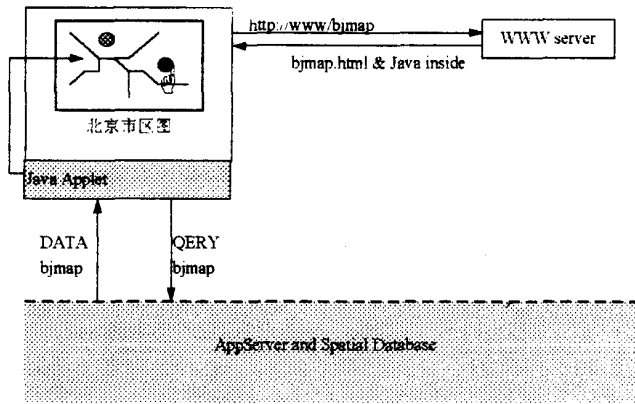 http://www/bjmap
WWW server
bjmap.html & Java inside
北京市区图
Java Applet
DATA
bjmap
QERY
bjmap
AppServer and Spatial Database